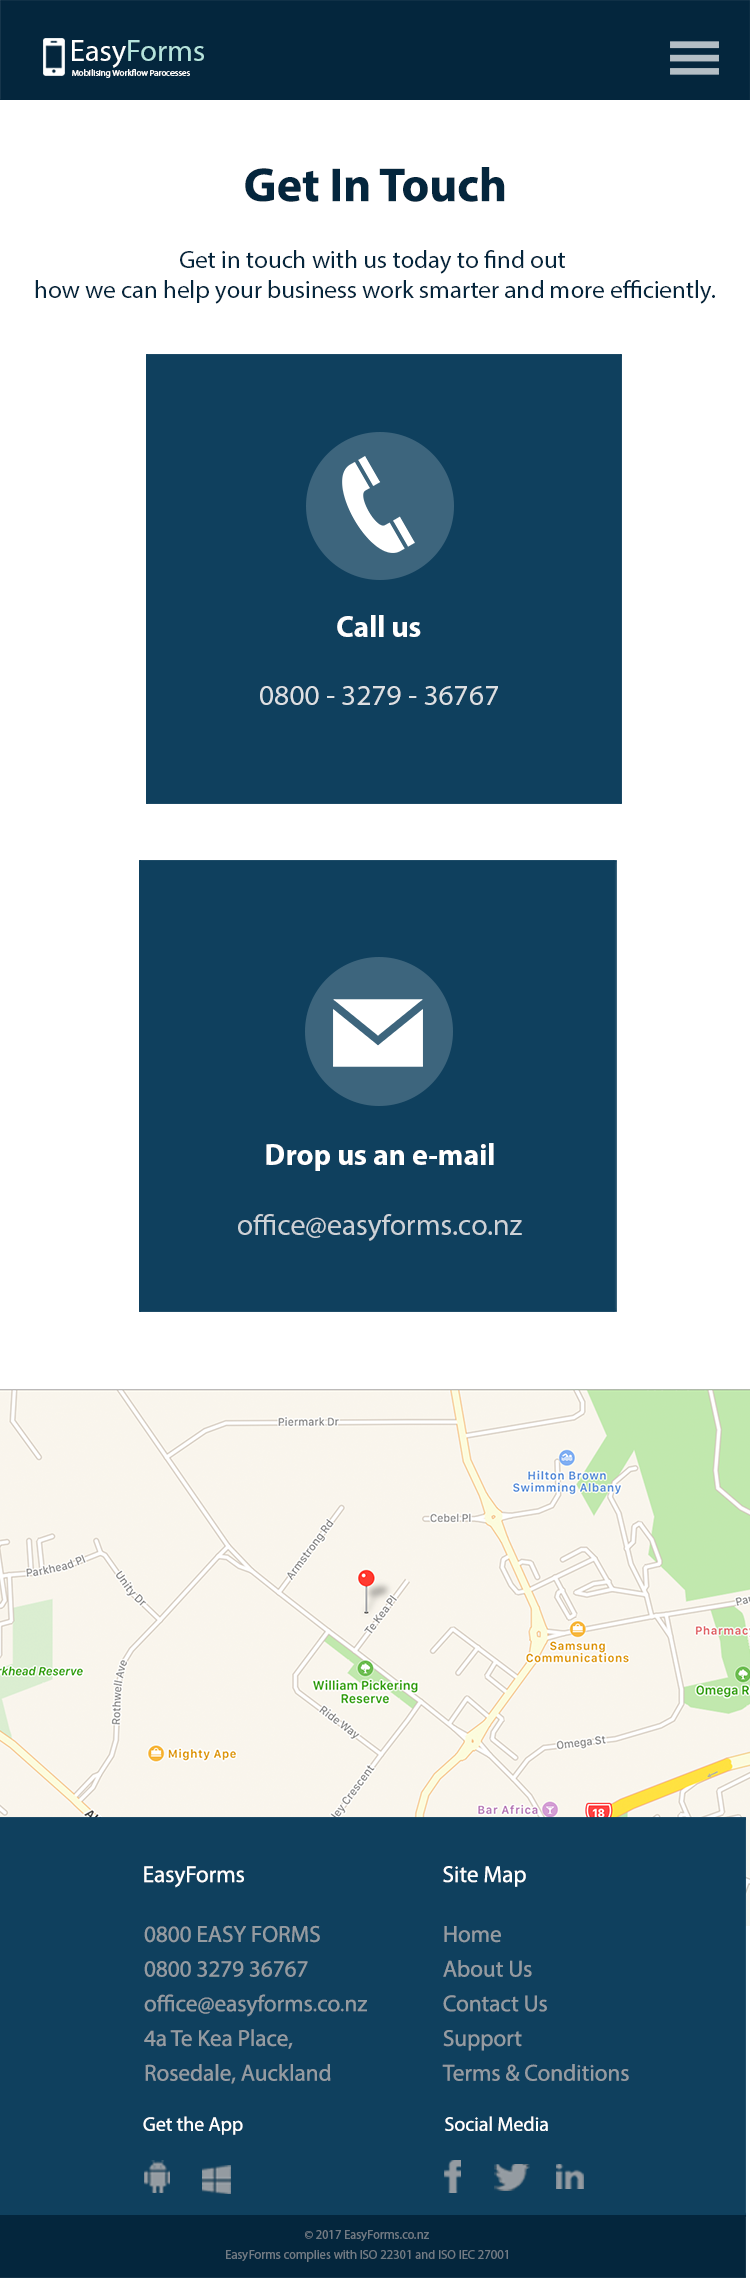 EasyForms
Mobilising Workflow Parocesses
Get In Touch
Get in touch with us today to find out
how we can help your business work smarter and more efficiently.
Call us
0800 - 3279 - 36767
Drop us an e-mail
office@easyforms.co.nz
Piermark Dr
Hilton Brown
Swimming Albany
Cebel Pl
Armstrong Rd
Parkhead Pl
Unity Dr
Te Kea Pl
Samsung
Communications
Pharmac
khead Reserve
William Pickering
Reserve
Omega R
Rothwell Ave
Ride Way
Omega St
Mighty Ape
ley Crescent
Bar Africa
18
EasyForms
0800 EASY FORMS
0800 3279 36767
office@easyforms.co.nz
4a Te Kea Place,
Rosedale, Auckland
Site Map
Home
About Us
Contact Us
Support
Terms & Conditions
Get the App
Social Media
© 2017 EasyForms.co.nz
EasyForms complies with ISO 22301 and ISO IEC 27001